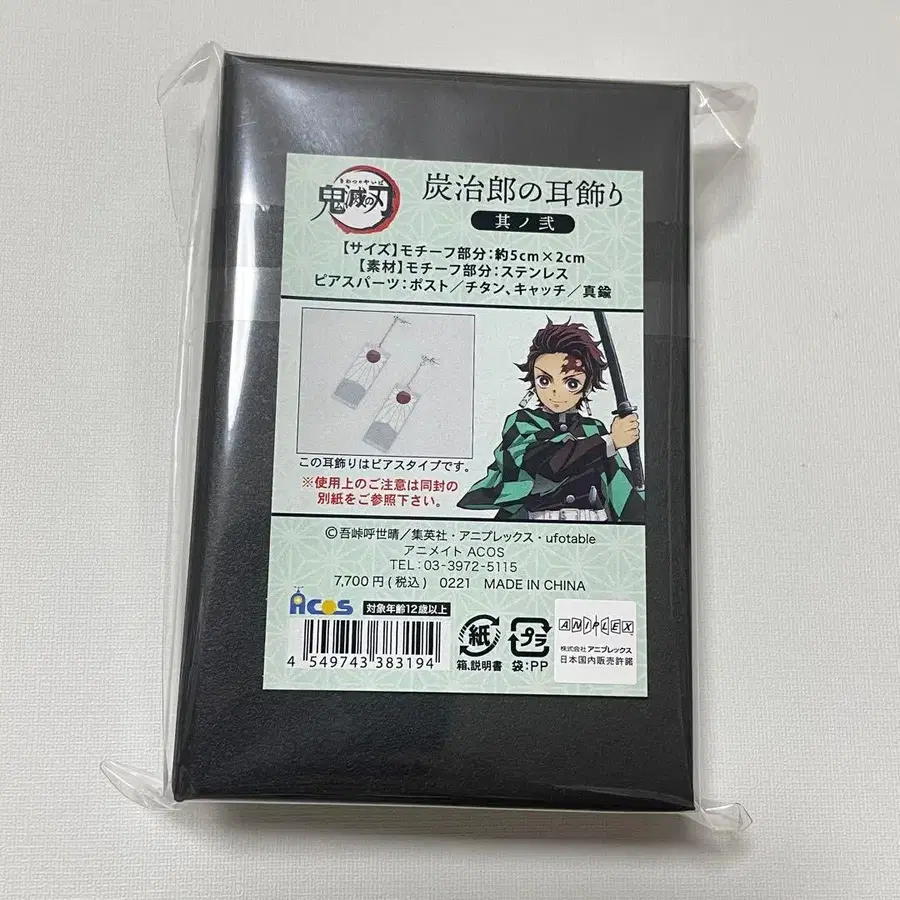 きめつのやいば
鬼滅の刃
炭治郎の耳飾り
其ノ弐
【サイズ】モチーフ部分:約5cm×2cm
【素材】モチーフ部分:ステンレス
ピアスパーツ:ポスト/チタン、キャッチ/真鍮
この耳飾りはピアスタイプです。
※使用上のご注意は同封の
別紙をご参照下さい。
©吾峠呼世晴/集英社・アニプレックス・ufotable
アニメイト ACOS
TEL:03-3972-5115
7,700円(税込) 0221 MADE IN CHINA
ACOS
対象年齢12歳以上
4 549743 383194
紙
箱、説明書
プラ
袋:PP
ANIPLEX
株式会社アニプレックス
日本国内販売許諾